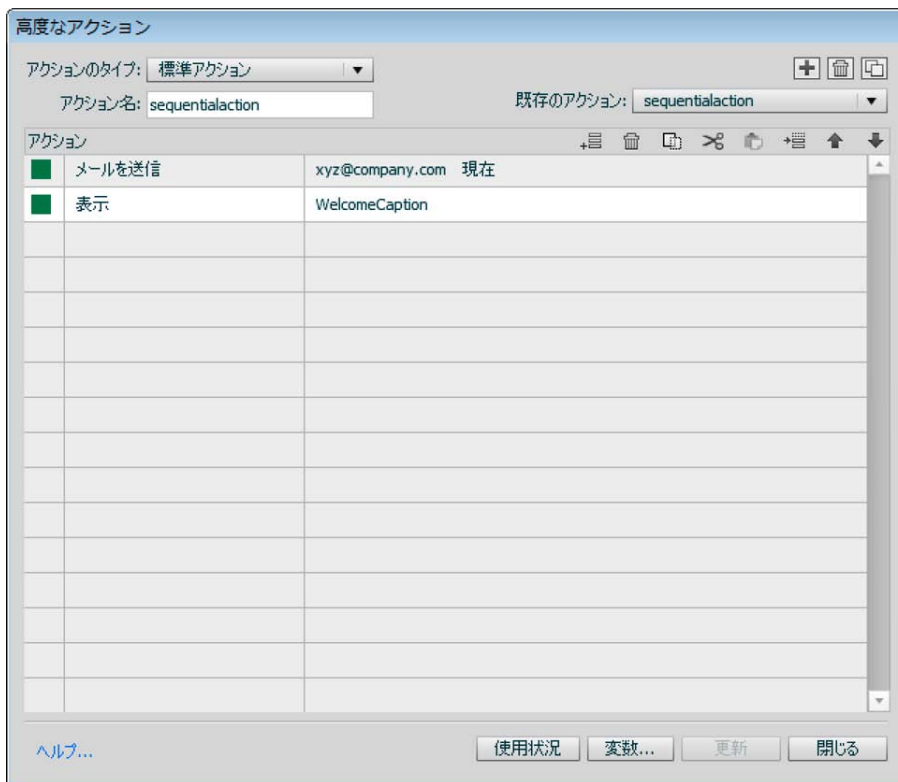 高度なアクション
アクションのタイプ: 標準アクション
アクション名: sequentialaction
既存のアクション: sequentialaction
アクション
メールを送信 xyz@company.com 現在
表示 WelcomeCaption
ヘルプ... 使用状況 変数... 更新 閉じる